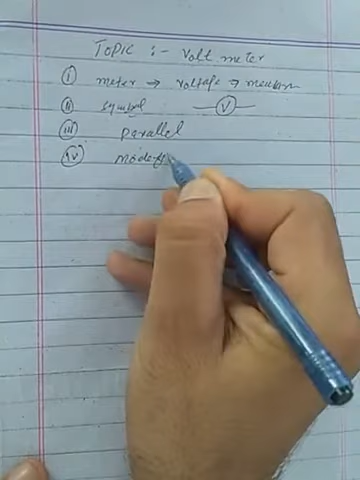 Topic :- Volt meter
(i) meter → voltage → measure
(ii) symbol —(V)—
(iii) parallel
(iv)